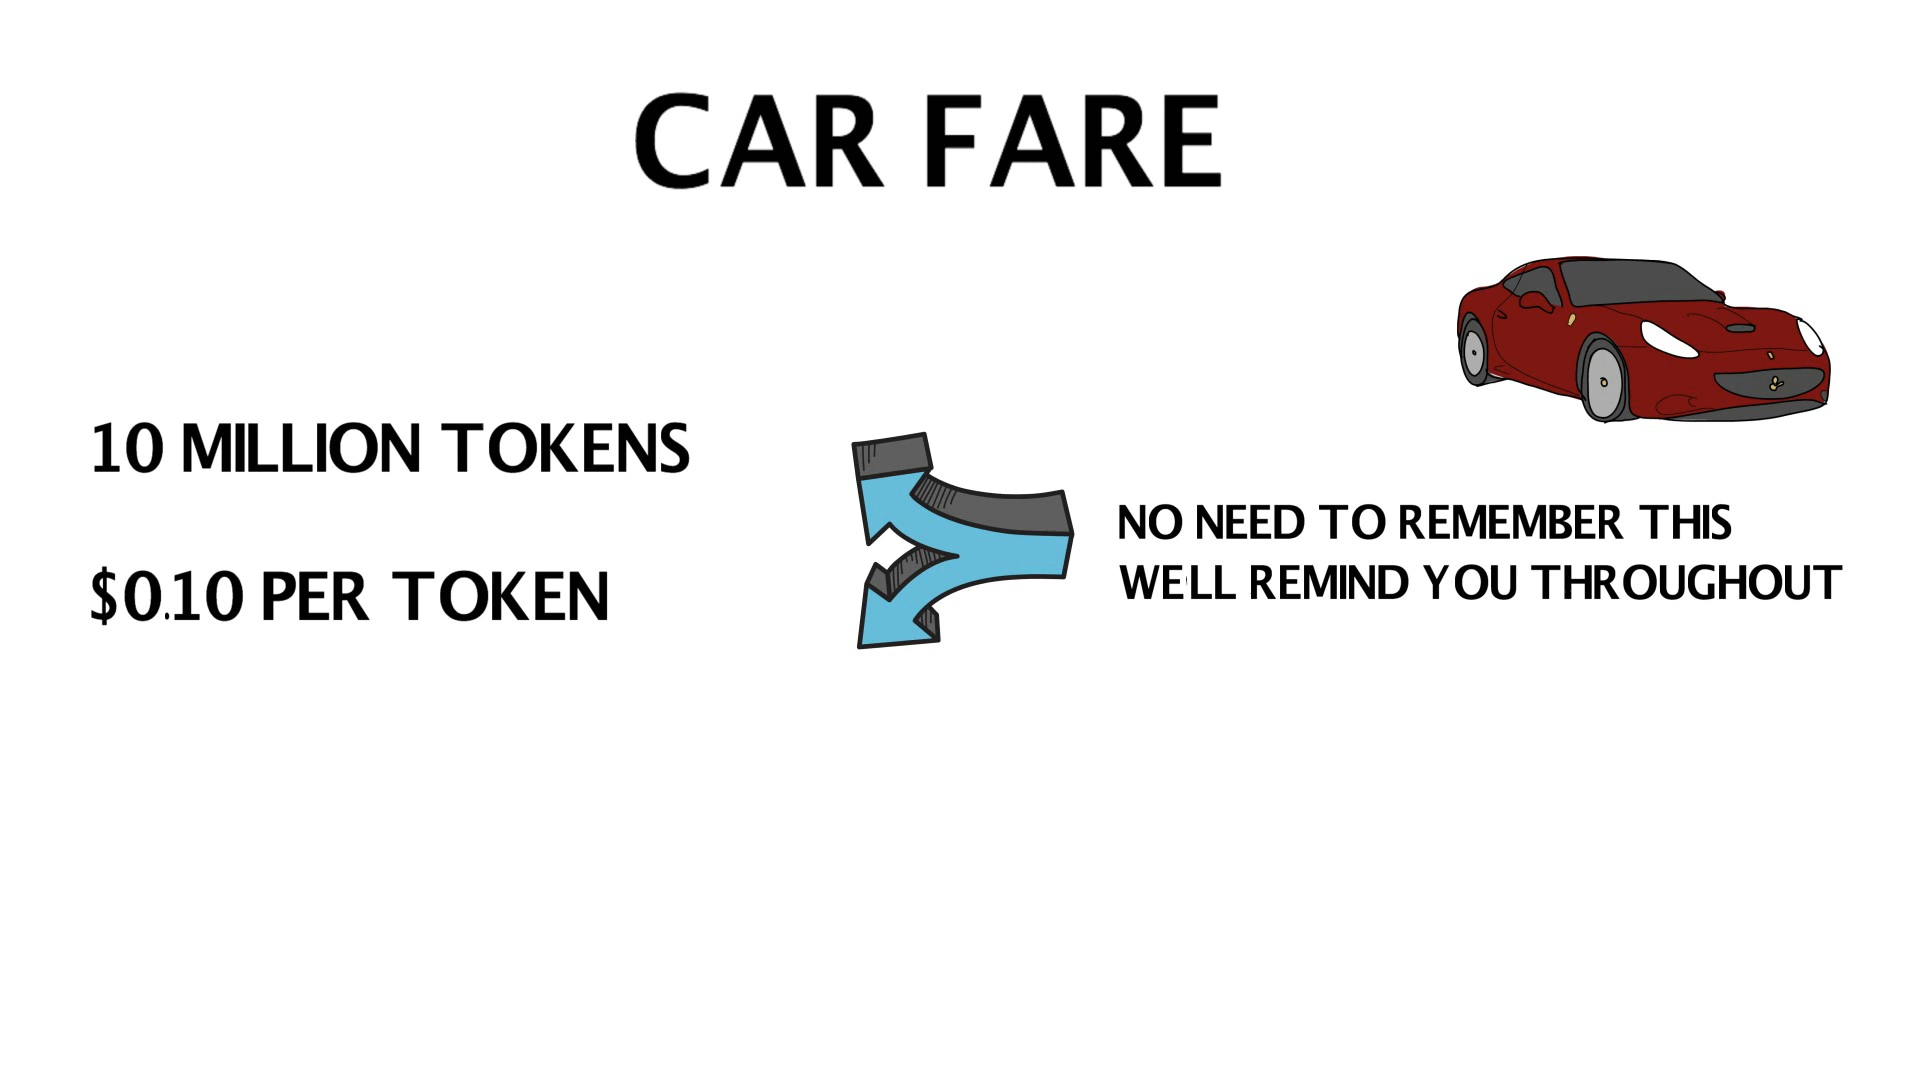 CAR FARE
10 MILLION TOKENS
$0.10 PER TOKEN
NO NEED TO REMEMBER THIS
WE'LL REMIND YOU THROUGHOUT